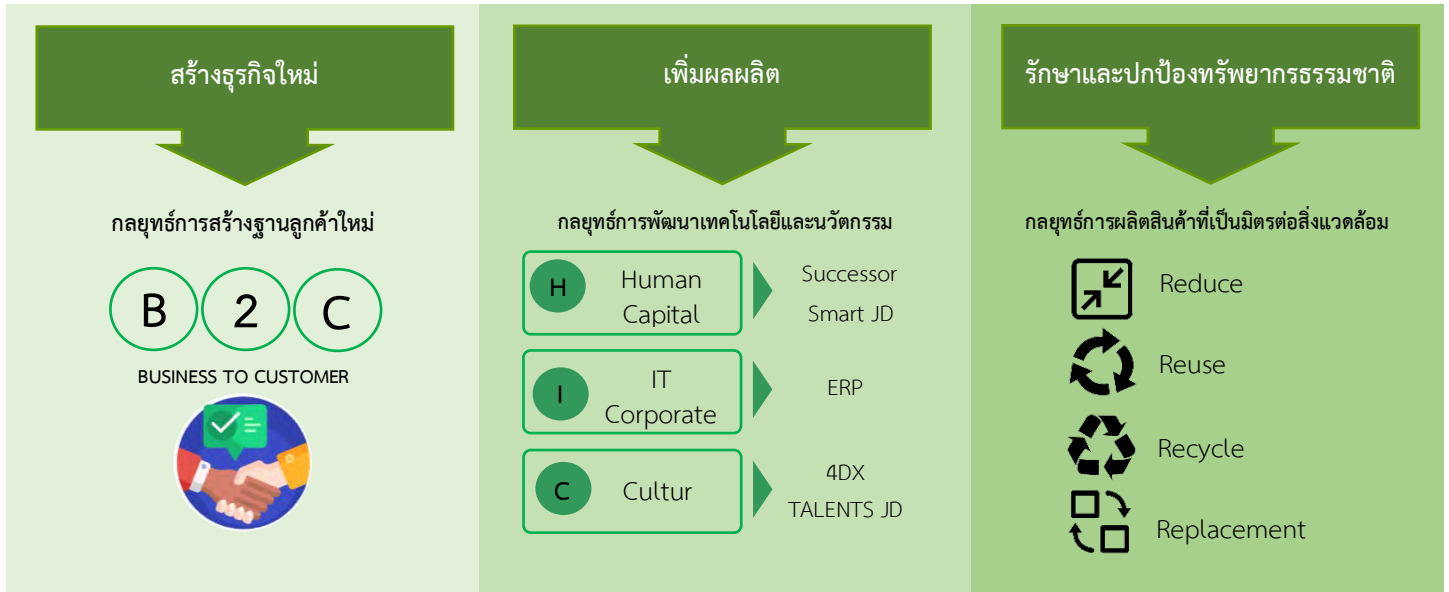 สร้างธุรกิจใหม่
กลยุทธ์การสร้างฐานลูกค้าใหม่
B 2 C
BUSINESS TO CUSTOMER
เพิ่มผลผลิต
กลยุทธ์การพัฒนาเทคโนโลยีและนวัตกรรม
H
Human
Capital
Successor
Smart JD
I
IT
Corporate
ERP
C
Cultur
4DX
TALENTS JD
รักษาและปกป้องทรัพยากรธรรมชาติ
กลยุทธ์การผลิตสินค้าที่เป็นมิตรต่อสิ่งแวดล้อม
Reduce
Reuse
Recycle
Replacement